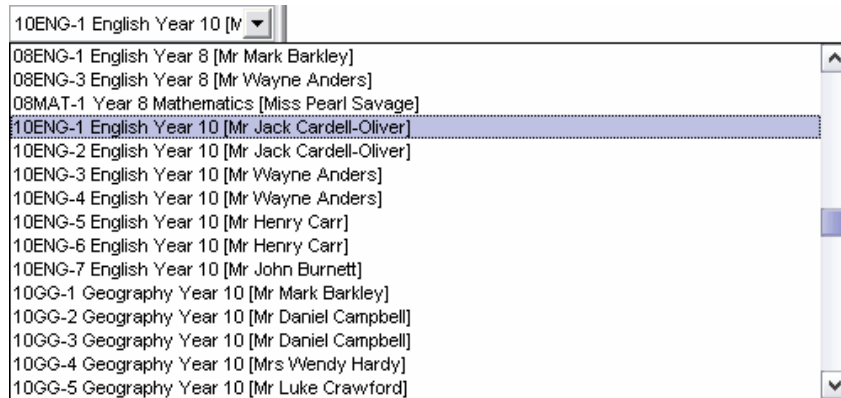 10ENG-1 English Year 10 [M
08ENG-1 English Year 8 [Mr Mark Barkley]
08ENG-3 English Year 8 [Mr Wayne Anders]
08MAT-1 Year 8 Mathematics [Miss Pearl Savage]
10ENG-1 English Year 10 [Mr Jack Cardell-Oliver]
10ENG-2 English Year 10 [Mr Jack Cardell-Oliver]
10ENG-3 English Year 10 [Mr Wayne Anders]
10ENG-4 English Year 10 [Mr Wayne Anders]
10ENG-5 English Year 10 [Mr Henry Carr]
10ENG-6 English Year 10 [Mr Henry Carr]
10ENG-7 English Year 10 [Mr John Burnett]
10GG-1 Geography Year 10 [Mr Mark Barkley]
10GG-2 Geography Year 10 [Mr Daniel Campbell]
10GG-3 Geography Year 10 [Mr Daniel Campbell]
10GG-4 Geography Year 10 [Mrs Wendy Hardy]
10GG-5 Geography Year 10 [Mr Luke Crawford]